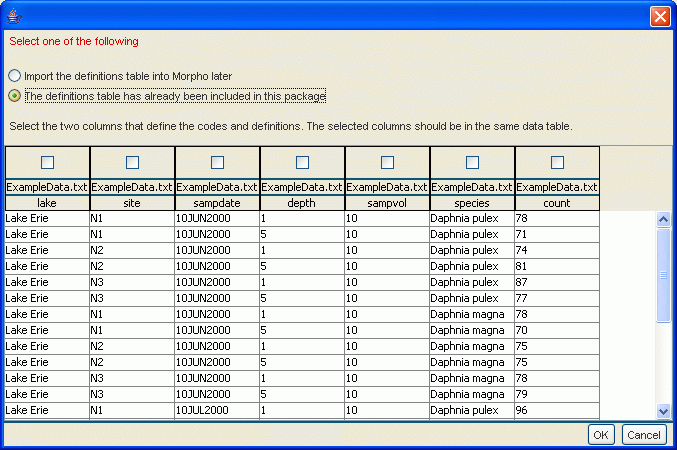 Select one of the following
Import the definitions table into Morpho later
The definitions table has already been included in this package
Select the two columns that define the codes and definitions. The selected columns should be in the same data table.
ExampleData.txt ExampleData.txt ExampleData.txt ExampleData.txt ExampleData.txt ExampleData.txt ExampleData.txt
lake site sampdate depth sampvol species count
Lake Erie N1 10JUN2000 1 10 Daphnia pulex 78
Lake Erie N1 10JUN2000 5 10 Daphnia pulex 71
Lake Erie N2 10JUN2000 1 10 Daphnia pulex 74
Lake Erie N2 10JUN2000 5 10 Daphnia pulex 81
Lake Erie N3 10JUN2000 1 10 Daphnia pulex 87
Lake Erie N3 10JUN2000 5 10 Daphnia pulex 77
Lake Erie N1 10JUN2000 1 10 Daphnia magna 78
Lake Erie N1 10JUN2000 5 10 Daphnia magna 70
Lake Erie N2 10JUN2000 1 10 Daphnia magna 75
Lake Erie N2 10JUN2000 5 10 Daphnia magna 75
Lake Erie N3 10JUN2000 1 10 Daphnia magna 78
Lake Erie N3 10JUN2000 5 10 Daphnia magna 79
Lake Erie N1 10JUL2000 1 10 Daphnia pulex 96
OK Cancel